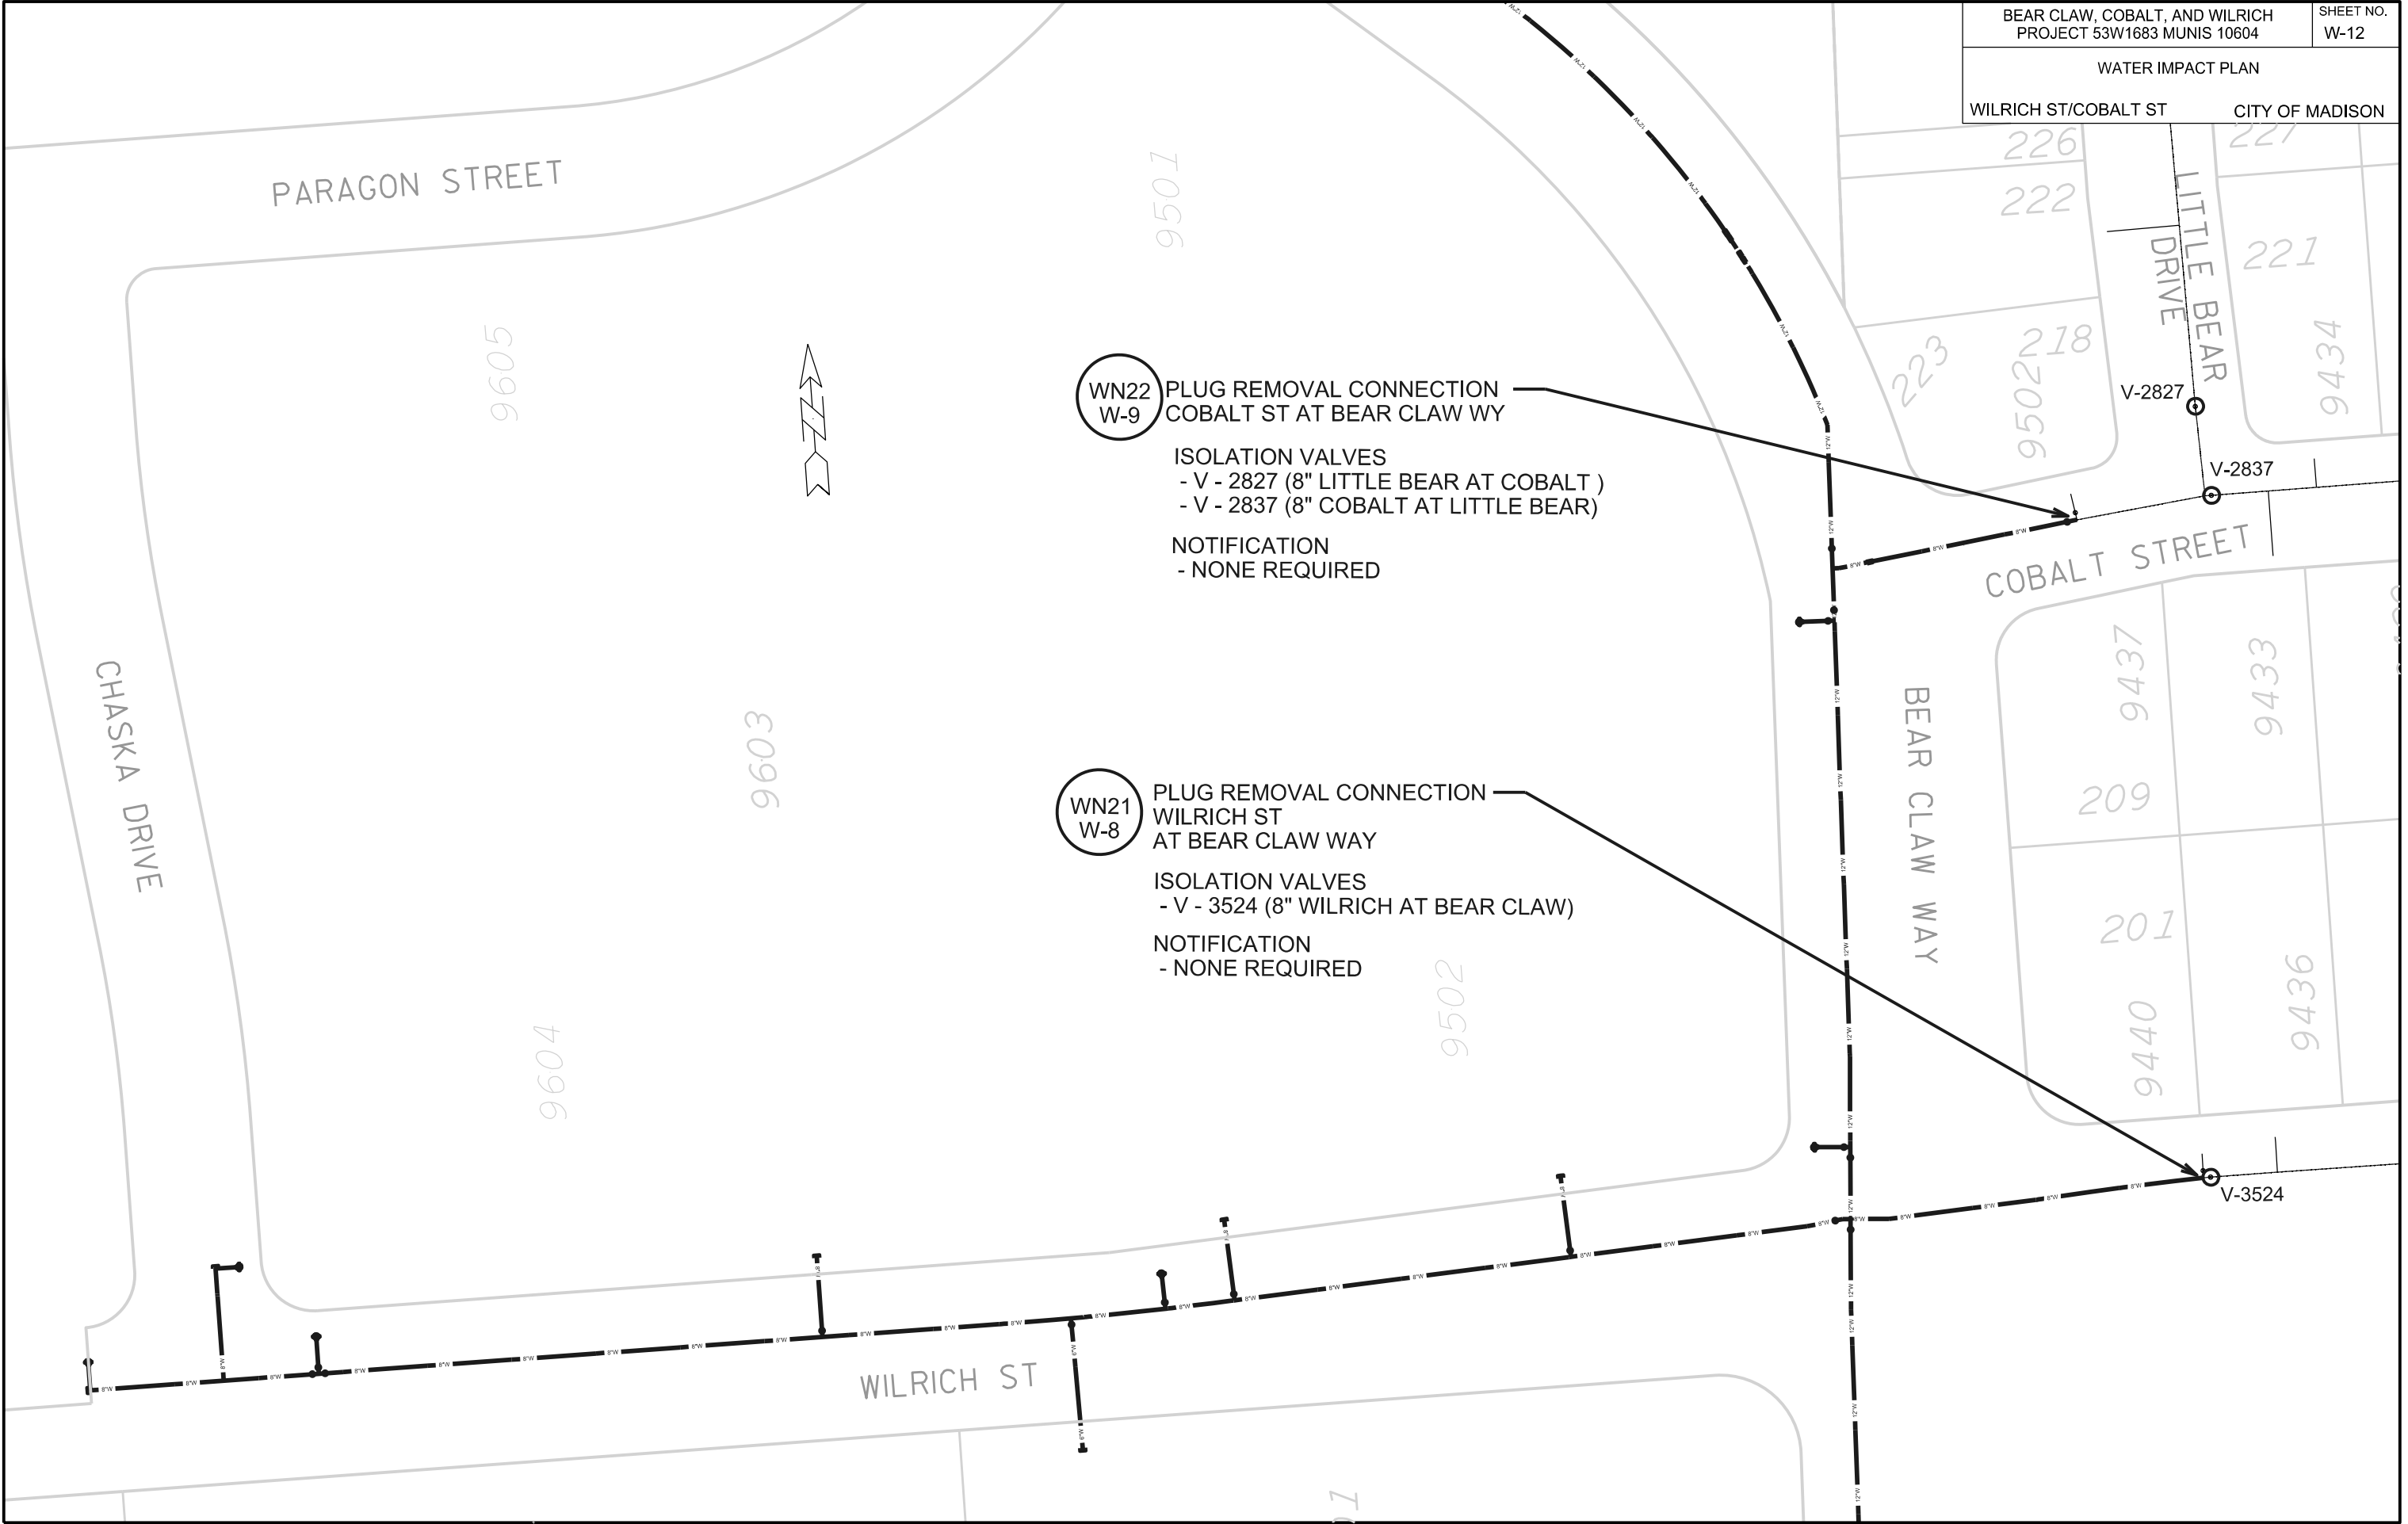 BEAR CLAW, COBALT, AND WILRICH
PROJECT 53W1683 MUNIS 10604
SHEET NO.
W-12
WATER IMPACT PLAN
WILRICH ST/COBALT ST
CITY OF MADISON
PARAGON STREET
9501
226
227
222
LITTLE BEAR
DRIVE
221
9605
223
218
9502
9434
V-2827
V-2837
WN22
W-9
PLUG REMOVAL CONNECTION
COBALT ST AT BEAR CLAW WY
ISOLATION VALVES
- V - 2827 (8" LITTLE BEAR AT COBALT )
- V - 2837 (8" COBALT AT LITTLE BEAR)
NOTIFICATION
- NONE REQUIRED
COBALT STREET
CHASKA DRIVE
9603
BEAR CLAW WAY
9437
9433
209
WN21
W-8
PLUG REMOVAL CONNECTION
WILRICH ST
AT BEAR CLAW WAY
ISOLATION VALVES
- V - 3524 (8" WILRICH AT BEAR CLAW)
NOTIFICATION
- NONE REQUIRED
201
9440
9436
9604
9502
V-3524
WILRICH ST
12"W
8"W